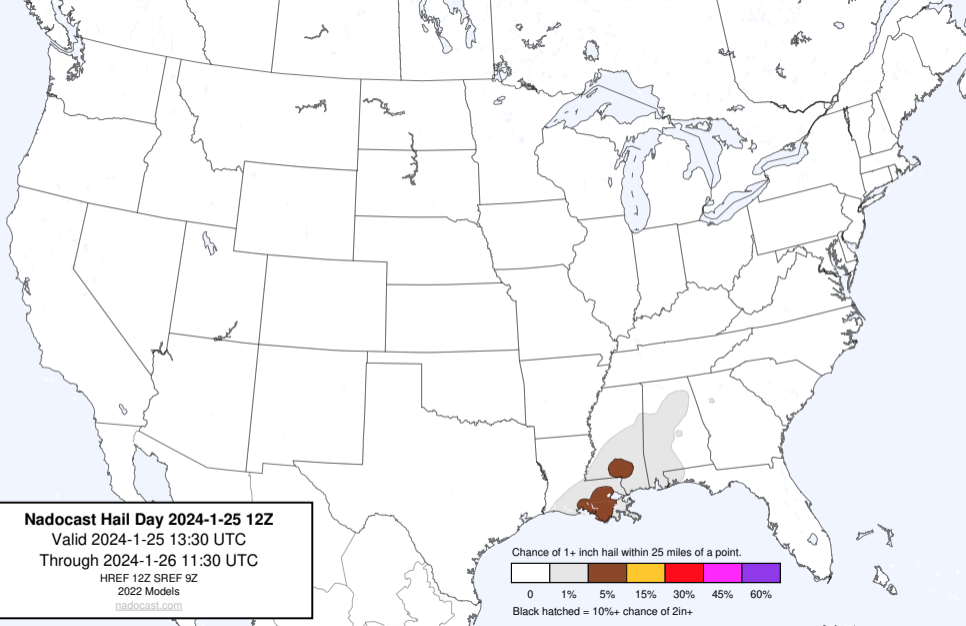 Nadocast Hail Day 2024-1-25 12Z
Valid 2024-1-25 13:30 UTC
Through 2024-1-26 11:30 UTC
HREF 12Z SREF 9Z
2022 Models
nadocast.com
Chance of 1+ inch hail within 25 miles of a point.
0 1% 5% 15% 30% 45% 60%
Black hatched = 10%+ chance of 2in+